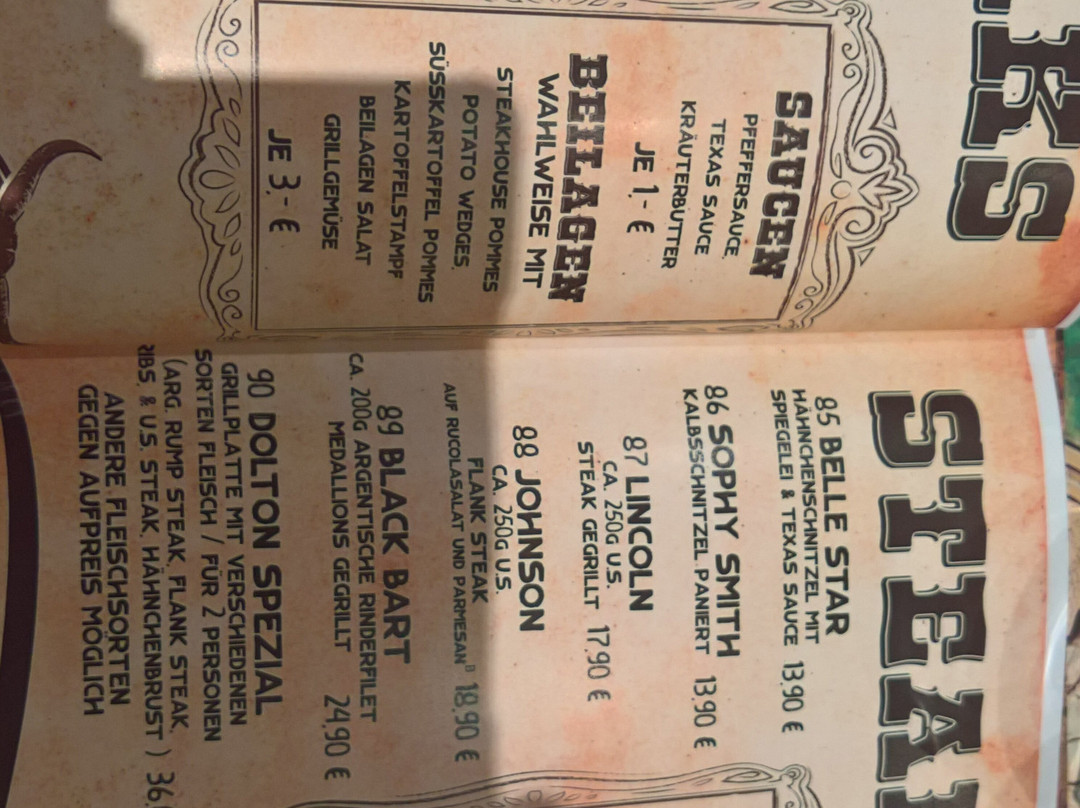 SAUCEN
PFEFFERSAUCE,
TEXAS SAUCE
KRÄUTERBUTTER
JE 1,- €
BEILAGEN
WAHLWEISE MIT
STEAKHOUSE POMMES
POTATO WEDGES,
SÜSSKARTOFFEL POMMES
KARTOFFELSTAMPF
BEILAGEN SALAT
GRILLGEMÜSE
JE 3,- €
STEA
85 BELLE STAR
HÄHNCHENSCHNITZEL MIT
SPIEGELEI & TEXAS SAUCE 13,90 €
86 SOPHY SMITH
KALBSSCHNITZEL PANIERT 13,90 €
87 LINCOLN
CA. 250G U.S.
STEAK GEGRILLT 17,90 €
88 JOHNSON
CA. 250G U.S.
FLANK STEAK
AUF RUCOLASALAT UND PARMESAN 18,90 €
89 BLACK BART
CA. 200G ARGENTISCHE RINDERFILET
MEDALLIONS GEGRILLT 24,90 €
90 DOLTON SPEZIAL
GRILLPLATTE MIT VERSCHIEDENEN
SORTEN FLEISCH / FÜR 2 PERSONEN
(ARG. RUMP STEAK, FLANK STEAK,
RIBS, & U.S. STEAK, HÄHNCHENBRUST ) 36
ANDERE FLEISCHSORTEN
GEGEN AUFPREIS MÖGLICH